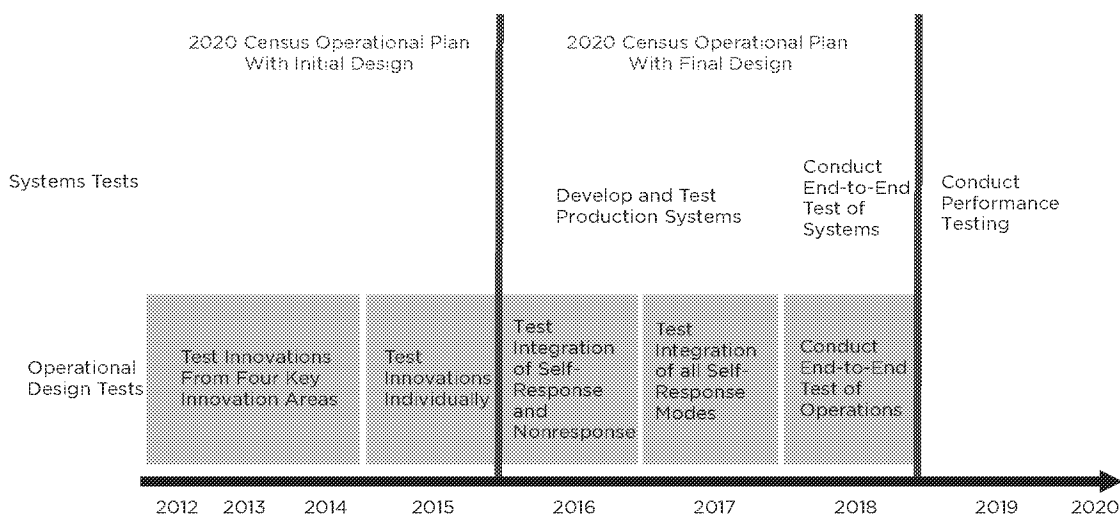 2020 Census Operational Plan
With Initial Design
2020 Census Operational Plan
With Final Design
Systems Tests
Develop and Test
Production Systems
Conduct
End-to-End
Test of
Systems
Conduct
Performance
Testing
Operational
Design Tests
Test Innovations
From Four Key
Innovation Areas
Test
Innovations
Individually
Test
Integration
of Self-
Response
and
Nonresponse
Test
Integration
of all Self-
Response
Modes
Conduct
End-to-End
Test of
Operations
2012 2013 2014 2015 2016 2017 2018 2019 2020